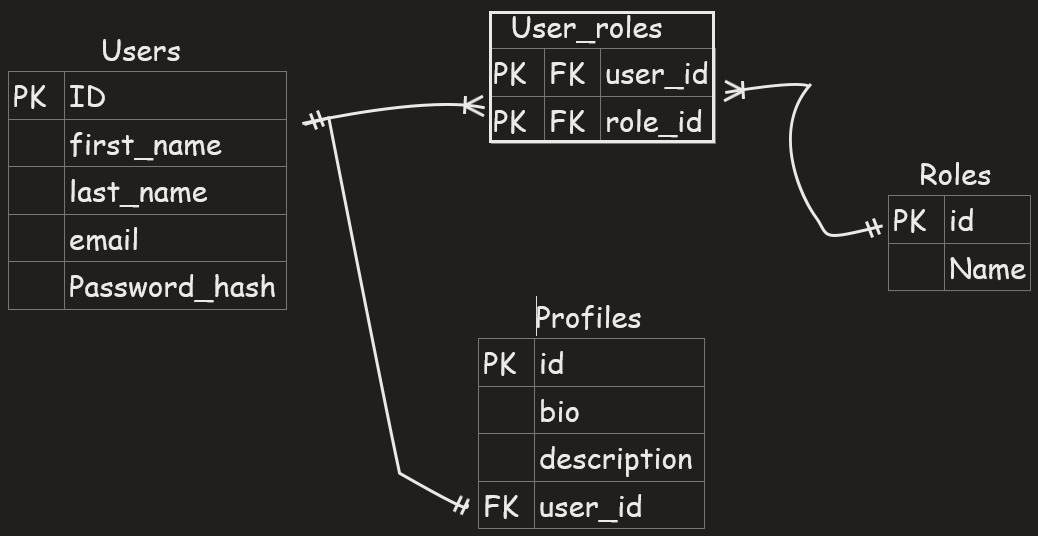 Users
PK ID
first_name
last_name
email
Password_hash
User_roles
PK FK user_id
PK FK role_id
Roles
PK id
Name
Profiles
PK id
bio
description
FK user_id